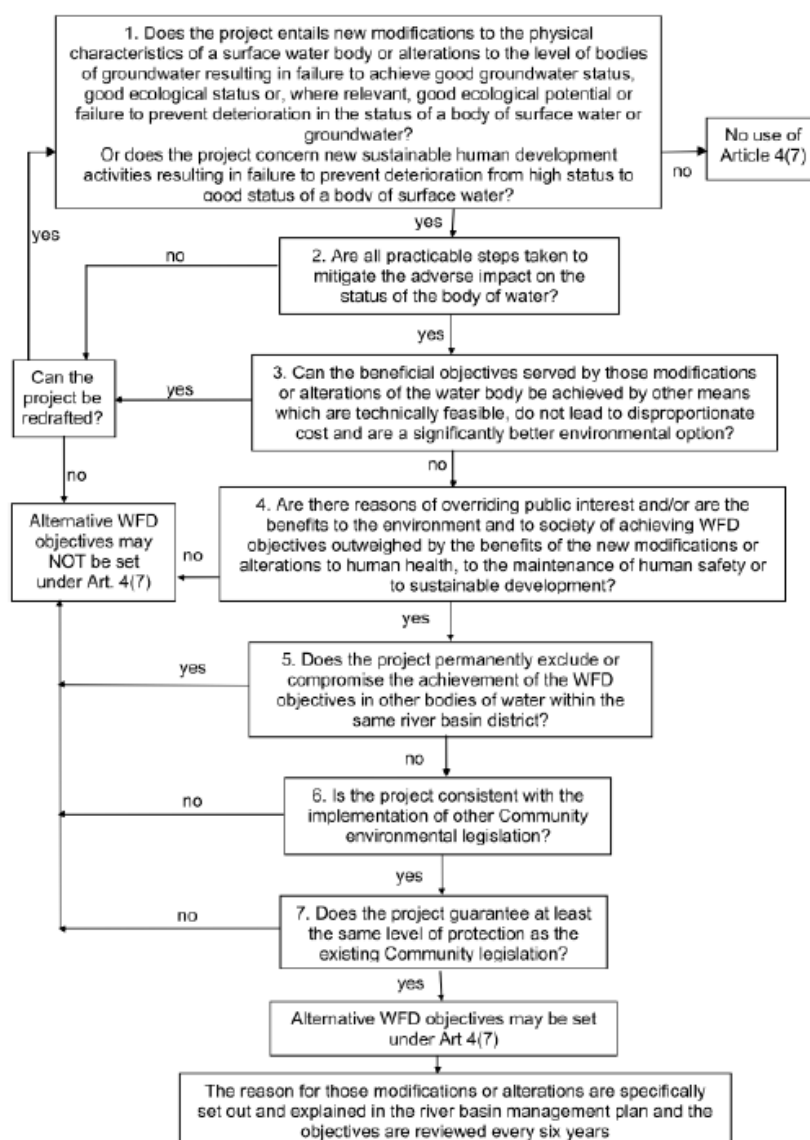 1. Does the project entails new modifications to the physical
characteristics of a surface water body or alterations to the level of bodies
of groundwater resulting in failure to achieve good groundwater status,
good ecological status or, where relevant, good ecological potential or
failure to prevent deterioration in the status of a body of surface water or
groundwater?
Or does the project concern new sustainable human development
activities resulting in failure to prevent deterioration from high status to
good status of a body of surface water?
no
No use of
Article 4(7)
yes
yes
no
2. Are all practicable steps taken to
mitigate the adverse impact on the
status of the body of water?
yes
Can the
project be
redrafted?
yes
3. Can the beneficial objectives served by those modifications
or alterations of the water body be achieved by other means
which are technically feasible, do not lead to disproportionate
cost and are a significantly better environmental option?
no
no
Alternative WFD
objectives may
NOT be set
under Art. 4(7)
no
4. Are there reasons of overriding public interest and/or are the
benefits to the environment and to society of achieving WFD
objectives outweighed by the benefits of the new modifications or
alterations to human health, to the maintenance of human safety or
to sustainable development?
yes
yes
5. Does the project permanently exclude or
compromise the achievement of the WFD
objectives in other bodies of water within the
same river basin district?
no
no
6. Is the project consistent with the
implementation of other Community
environmental legislation?
yes
no
7. Does the project guarantee at least
the same level of protection as the
existing Community legislation?
yes
Alternative WFD objectives may be set
under Art 4(7)
The reason for those modifications or alterations are specifically
set out and explained in the river basin management plan and the
objectives are reviewed every six years